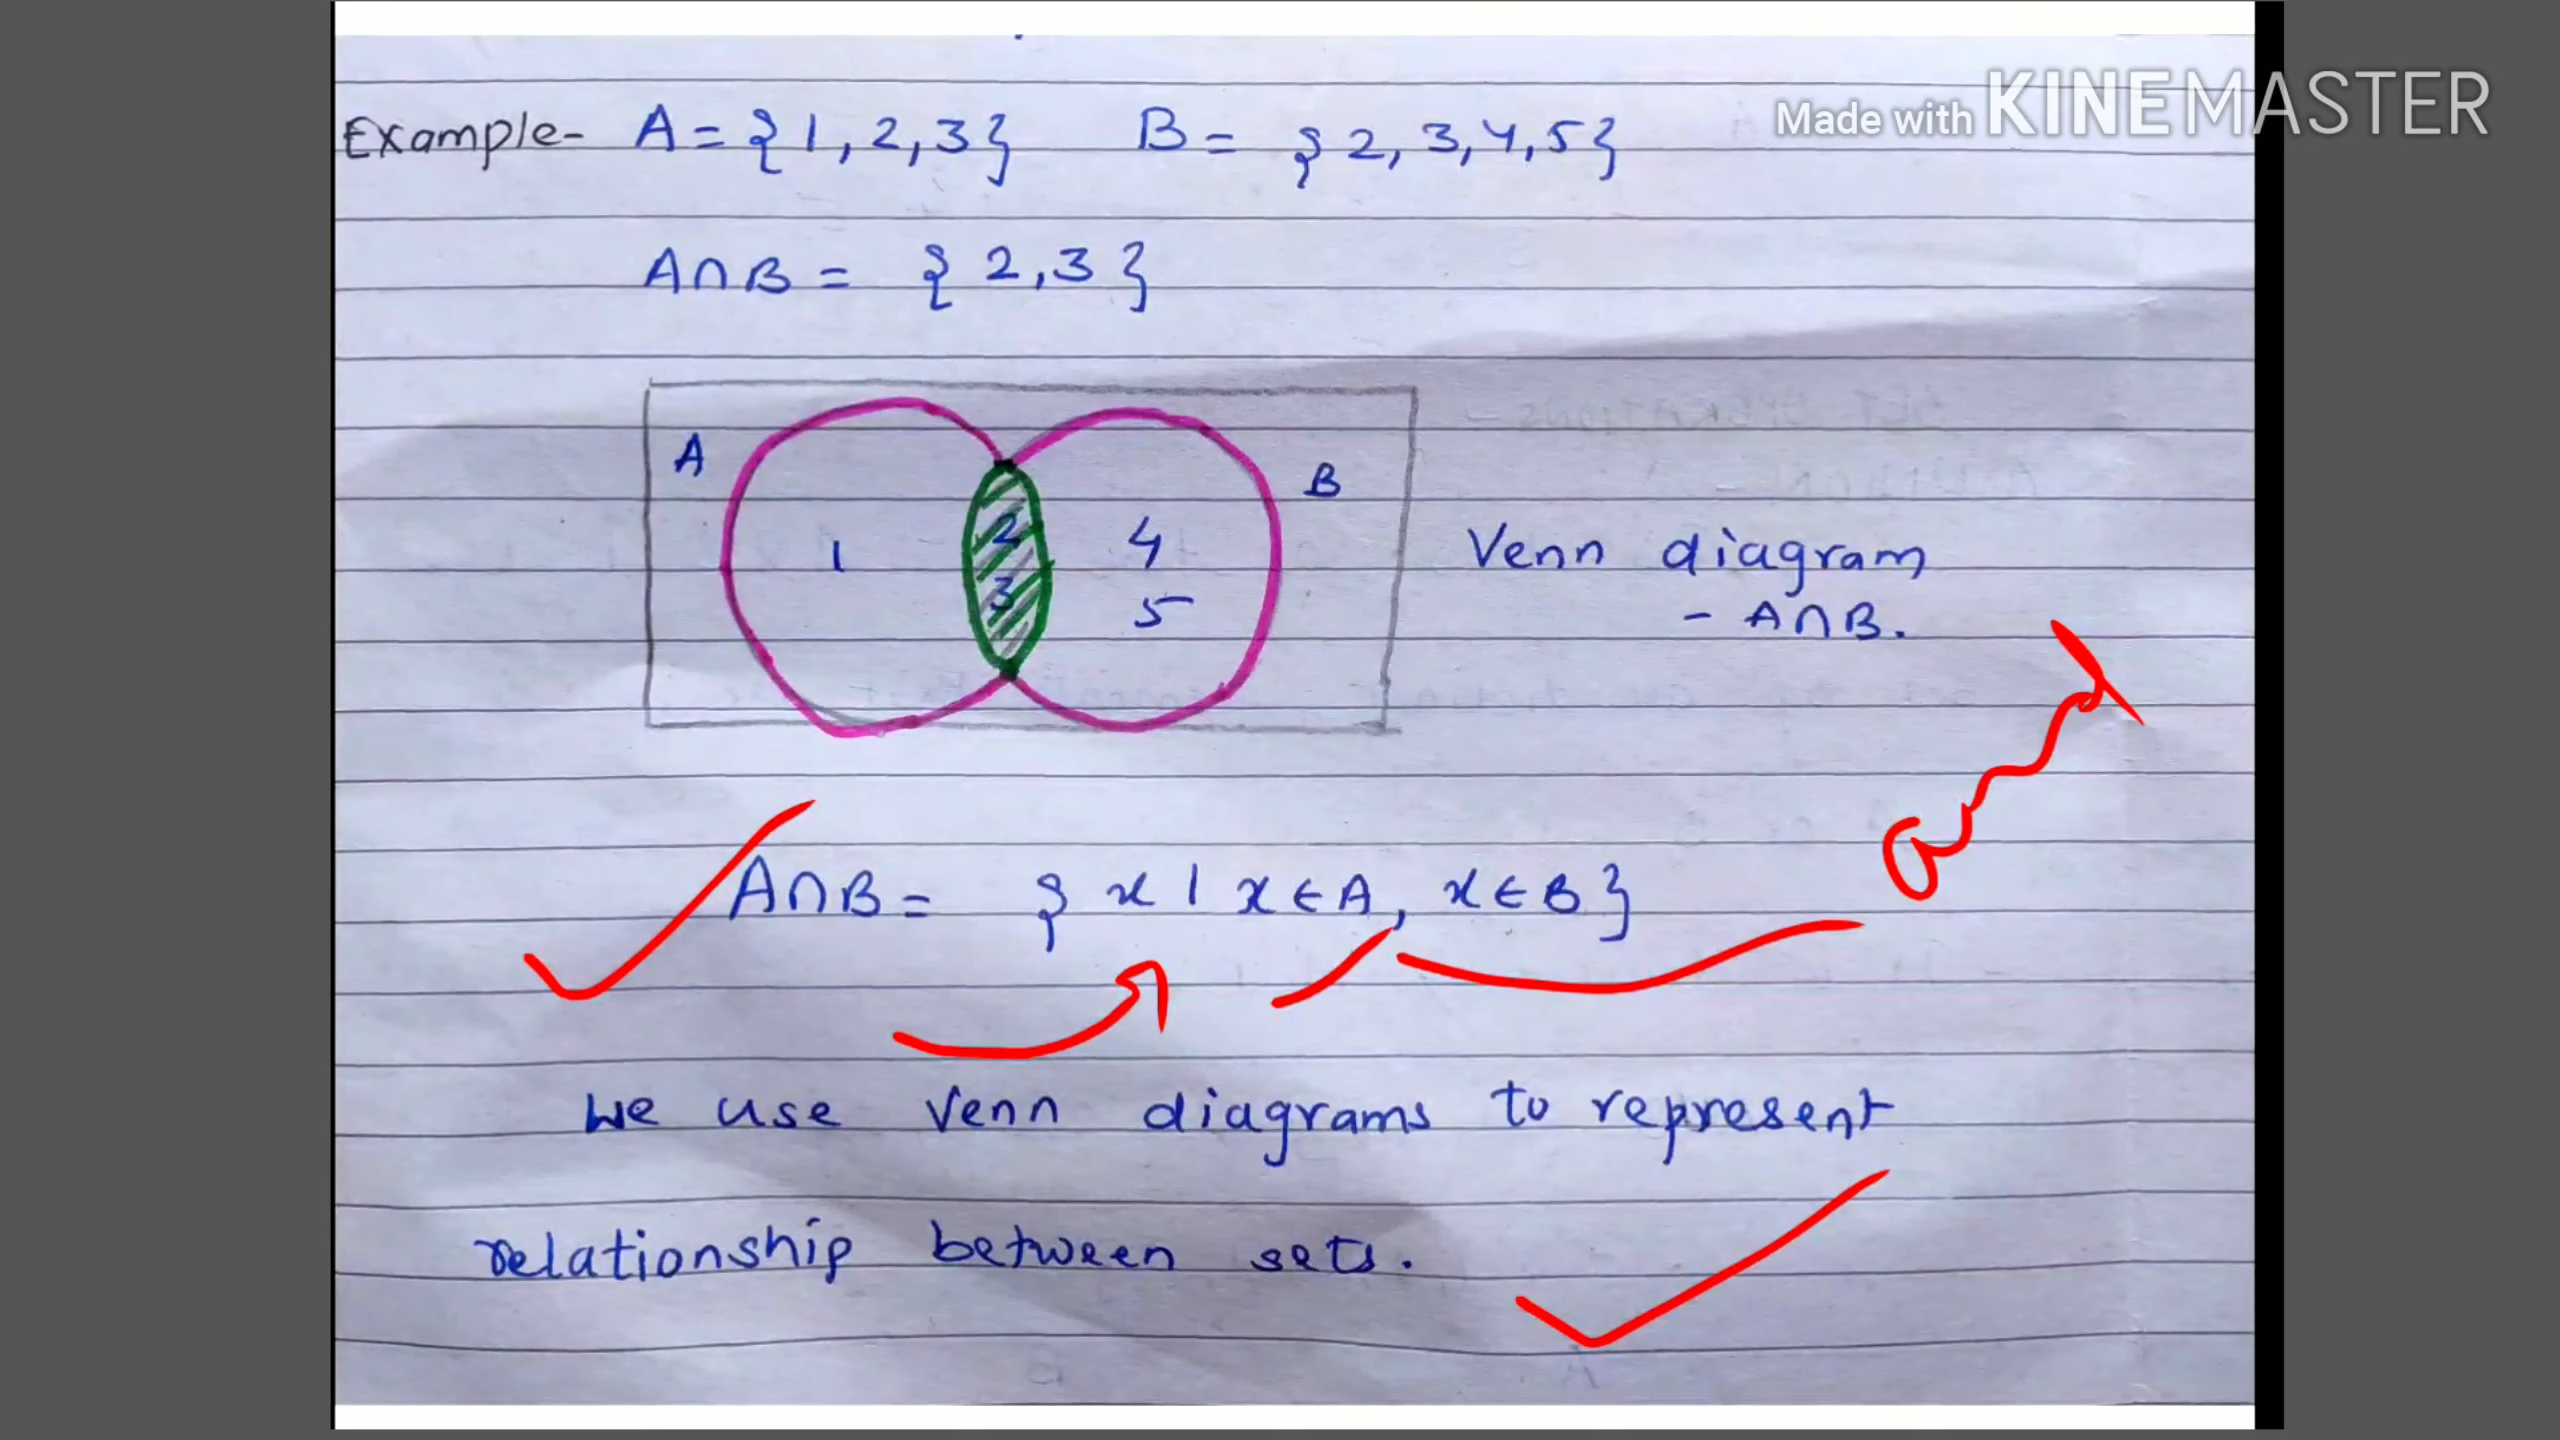 Made with KINEMASTER
Example- A = {1, 2, 3} B = {2, 3, 4, 5}
A∩B = {2, 3}
A
B
1
2
3
4
5
Venn diagram
- A∩B.
A∩B = {x | x∈A, x∈B}
We use Venn diagrams to represent
relationship between sets.